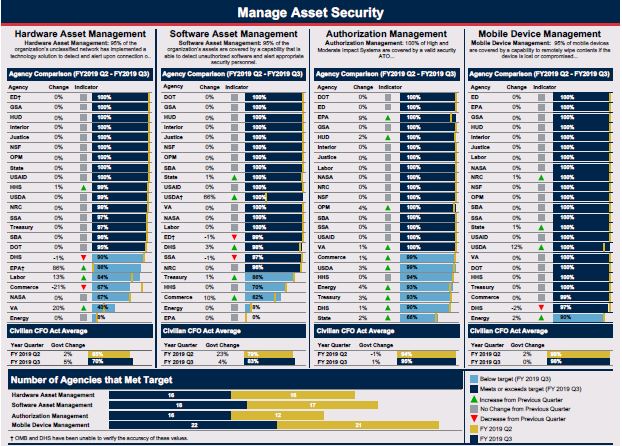 Manage Asset Security
Hardware Asset Management
Hardware Asset Management: 95% of the
organization's unclassified network has implemented a
technology solution to detect and alert upon connection o...
Agency Comparison (FY2019 Q2 - FY2019 Q3)
Agency Change Indicator
ED† 0% 100%
GSA 0% 100%
HUD 0% 100%
Interior 0% 100%
Justice 0% 100%
NSF 0% 100%
OPM 0% 100%
State 0% 100%
USAID 0% 100%
HHS 1% 99%
USDA 0% 99%
NRC 0% 99%
SSA 0% 97%
Treasury 0% 97%
SBA 0% 96%
DOT 0% 95%
DHS -1% 90%
EPA† 88% 88%
Labor 13% 84%
Commerce -21% 67%
NASA 0% 67%
VA 20% 40%
Energy 0% 8%
Civilian CFO Act Average
Year Quarter Govt Change
FY 2019 Q2 2% 65%
FY 2019 Q3 5% 70%
Software Asset Management
Software Asset Management: 95% of the
organization's assets are covered by a capability that is
able to detect unauthorized software and alert appropriate
security personnel.
Agency Comparison (FY2019 Q2 - FY2019 Q3)
Agency Change Indicator
DOT 0% 100%
GSA 0% 100%
HUD 0% 100%
Interior 0% 100%
Justice 0% 100%
NSF 0% 100%
OPM 0% 100%
SBA 0% 100%
State 1% 100%
USAID 0% 100%
USDA† 66% 100%
VA 0% 100%
NASA 0% 100%
Labor 0% 100%
ED† -1% 99%
DHS 3% 98%
SSA -1% 97%
NRC 0% 96%
Treasury 1% 80%
HHS 0% 70%
Commerce 10% 62%
Energy 0% 8%
EPA 0% 0%
Civilian CFO Act Average
Year Quarter Govt Change
FY 2019 Q2 23% 79%
FY 2019 Q3 4% 83%
Authorization Management
Authorization Management: 100% of High and
Moderate Impact Systems are covered by a valid security
ATO...
Agency Comparison (FY2019 Q2 - FY2019 Q3)
Agency Change Indicator
DOT 0% 100%
ED 0% 100%
EPA 9% 100%
GSA 0% 100%
HUD 2% 100%
Interior 0% 100%
Justice 0% 100%
Labor 0% 100%
NASA 0% 100%
NRC 0% 100%
NSF 0% 100%
OPM 4% 100%
SBA 0% 100%
SSA 0% 100%
USAID 0% 100%
VA 1% 100%
Commerce 1% 99%
USDA 3% 99%
HHS 0% 94%
Energy 4% 93%
Treasury 3% 93%
DHS 1% 90%
State 2% 66%
Civilian CFO Act Average
Year Quarter Govt Change
FY 2019 Q2 -1% 94%
FY 2019 Q3 1% 95%
Mobile Device Management
Mobile Device Management: 95% of mobile devices
are covered by a capability to remotely wipe contents if the
device is lost or compromised...
Agency Comparison (FY2019 Q2 - FY2019 Q3)
Agency Change Indicator
ED 0% 100%
EPA 0% 100%
GSA 0% 100%
HUD 0% 100%
Interior 0% 100%
Justice 0% 100%
Labor 0% 100%
NASA 0% 100%
NRC 1% 100%
NSF 0% 100%
OPM 0% 100%
SBA 0% 100%
SSA 0% 100%
State 1% 100%
USAID 0% 100%
USDA 12% 100%
VA 0% 100%
DOT 0% 100%
HHS 0% 100%
Treasury 0% 100%
Commerce 0% 99%
DHS -2% 97%
Energy 2% 90%
Civilian CFO Act Average
Year Quarter Govt Change
FY 2019 Q2 2% 98%
FY 2019 Q3 0% 98%
Number of Agencies that Met Target
Hardware Asset Management 16 16
Software Asset Management 18 17
Authorization Management 16 12
Mobile Device Management 22 21
† OMB and DHS have been unable to verify the accuracy of these values.
Below target (FY 2019 Q3)
Meets or exceeds target (FY 2019 Q3)
Increase from Previous Quarter
No Change from Previous Quarter
Decrease from Previous Quarter
FY 2019 Q2
FY 2019 Q3